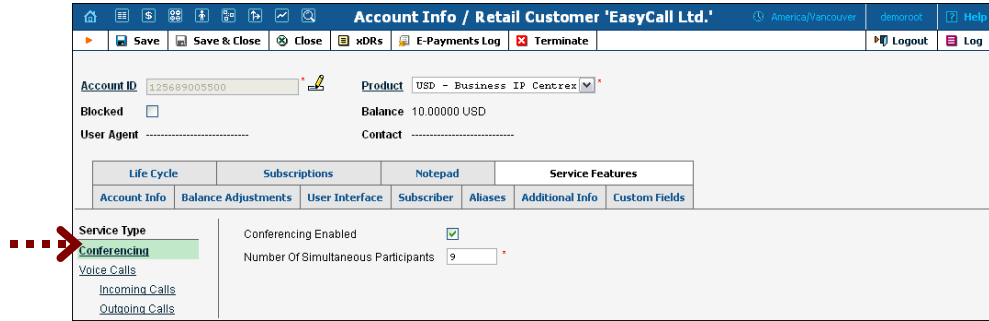 Account Info / Retail Customer 'EasyCall Ltd.' America/Vancouver demoroot Help
Save Save & Close Close xDRs E-Payments Log Terminate Logout Log
Account ID 125689005500 * Product USD - Business IP Centrex *
Blocked Balance 10.00000 USD
User Agent ---------------------------- Contact ----------------------------
Life Cycle Subscriptions Notepad Service Features
Account Info Balance Adjustments User Interface Subscriber Aliases Additional Info Custom Fields
Service Type
Conferencing Enabled
Conferencing
Number Of Simultaneous Participants 9 *
Voice Calls
Incoming Calls
Outgoing Calls